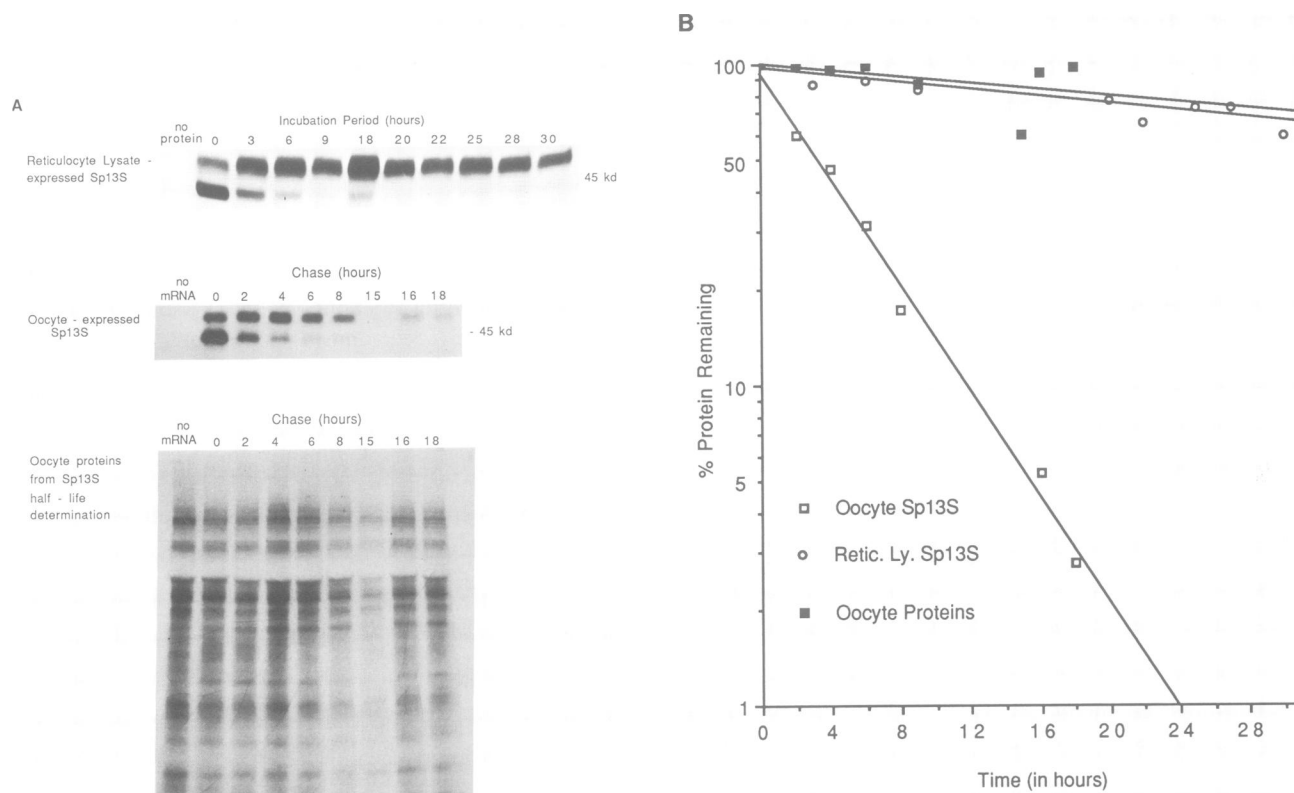 A
Incubation Period (hours)
no
protein 0 3 6 9 18 20 22 25 28 30
Reticulocyte Lysate -
expressed Sp13S
45 kd
Chase (hours)
no
mRNA 0 2 4 6 8 15 16 18
Oocyte - expressed
Sp13S
- 45 kd
Chase (hours)
no
mRNA 0 2 4 6 8 15 16 18
Oocyte proteins
from Sp13S
half - life
determination
B
% Protein Remaining
100
50
10
5
1
Oocyte Sp13S
Retic. Ly. Sp13S
Oocyte Proteins
0 4 8 12 16 20 24 28
Time (in hours)